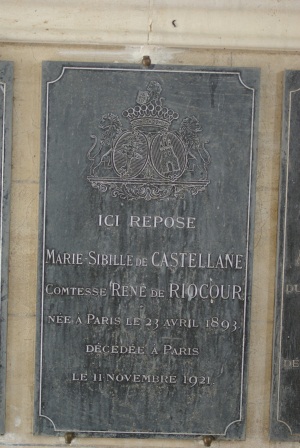 ICI REPOSE
MARIE-SIBILLE DE CASTELLANE
COMTESSE RENÉ DE RIOCOUR
NÉE A PARIS LE 23 AVRIL 1893
DÉCÉDÉE A PARIS
LE 11 NOVEMBRE 1921.